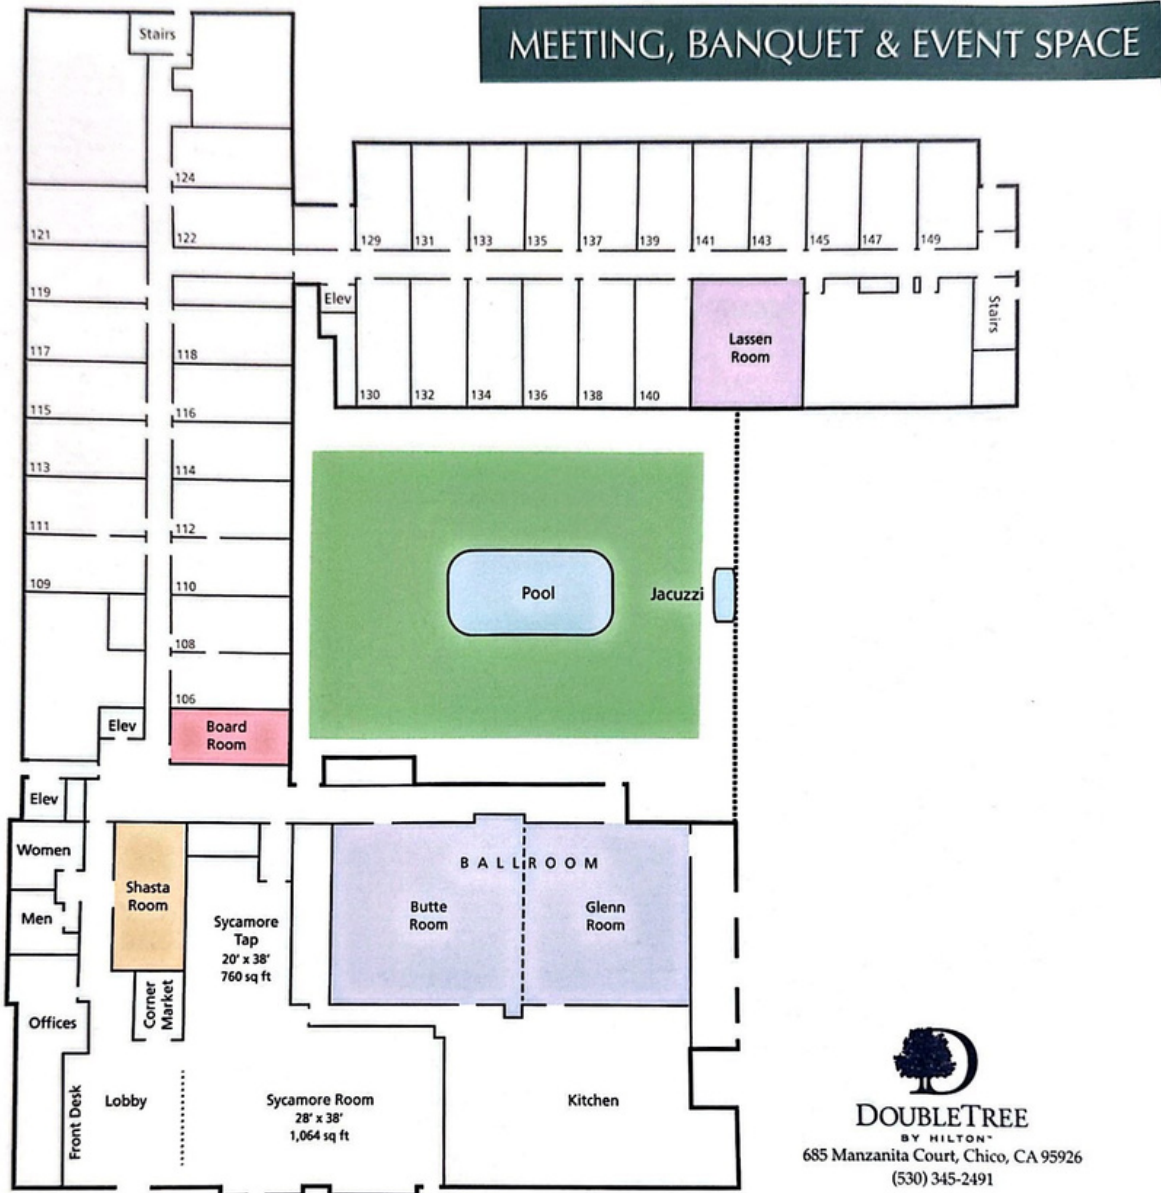 MEETING, BANQUET & EVENT SPACE
Stairs
124
121
122
129
131
133
135
137
139
141
143
145
147
149
119
Elev
Stairs
117
118
Lassen
Room
115
116
130
132
134
136
138
140
113
114
111
112
109
110
Pool
Jacuzzi
108
106
Elev
Board
Room
Elev
Women
Men
Shasta
Room
Sycamore
Tap
20' x 38'
760 sq ft
BALLROOM
Butte
Room
Glenn
Room
Corner
Market
Offices
Front Desk
Lobby
Sycamore Room
28' x 38'
1,064 sq ft
Kitchen
D
DOUBLETREE
BY HILTON™
685 Manzanita Court, Chico, CA 95926
(530) 345-2491